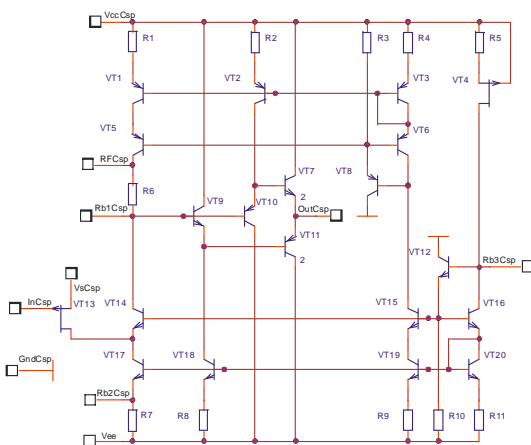 VccCsp
R1 R2 R3 R4 R5
VT1 VT2 VT3 VT4
VT5 VT6
RFCsp VT7 VT8
R6 2
Rb1Csp VT9 VT10 OutCsp
VT11
VT12 Rb3Csp
2
VsCsp
InCsp
VT13 VT14 VT15 VT16
GndCsp VT17 VT18 VT19 VT20
Rb2Csp
R7 R8 R9 R10 R11
Vee